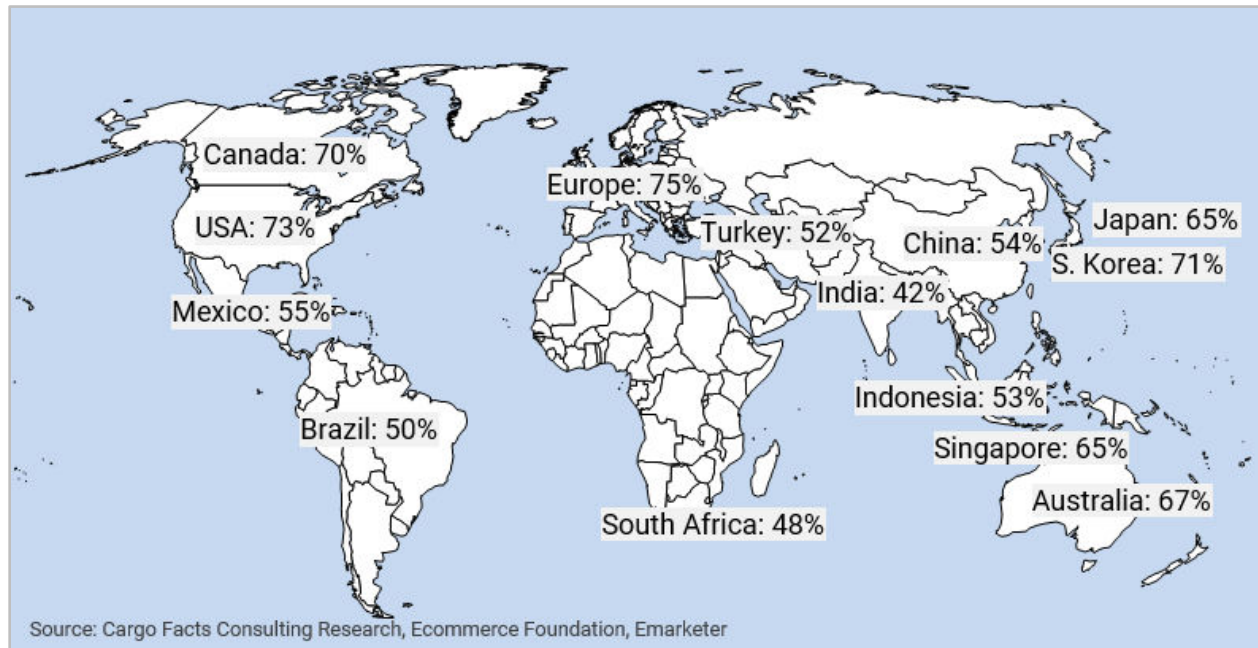 Canada: 70%
Europe: 75%
USA: 73%
Turkey: 52%
China: 54%
Japan: 65%
S. Korea: 71%
India: 42%
Mexico: 55%
Indonesia: 53%
Brazil: 50%
Singapore: 65%
Australia: 67%
South Africa: 48%
Source: Cargo Facts Consulting Research, Ecommerce Foundation, Emarketer